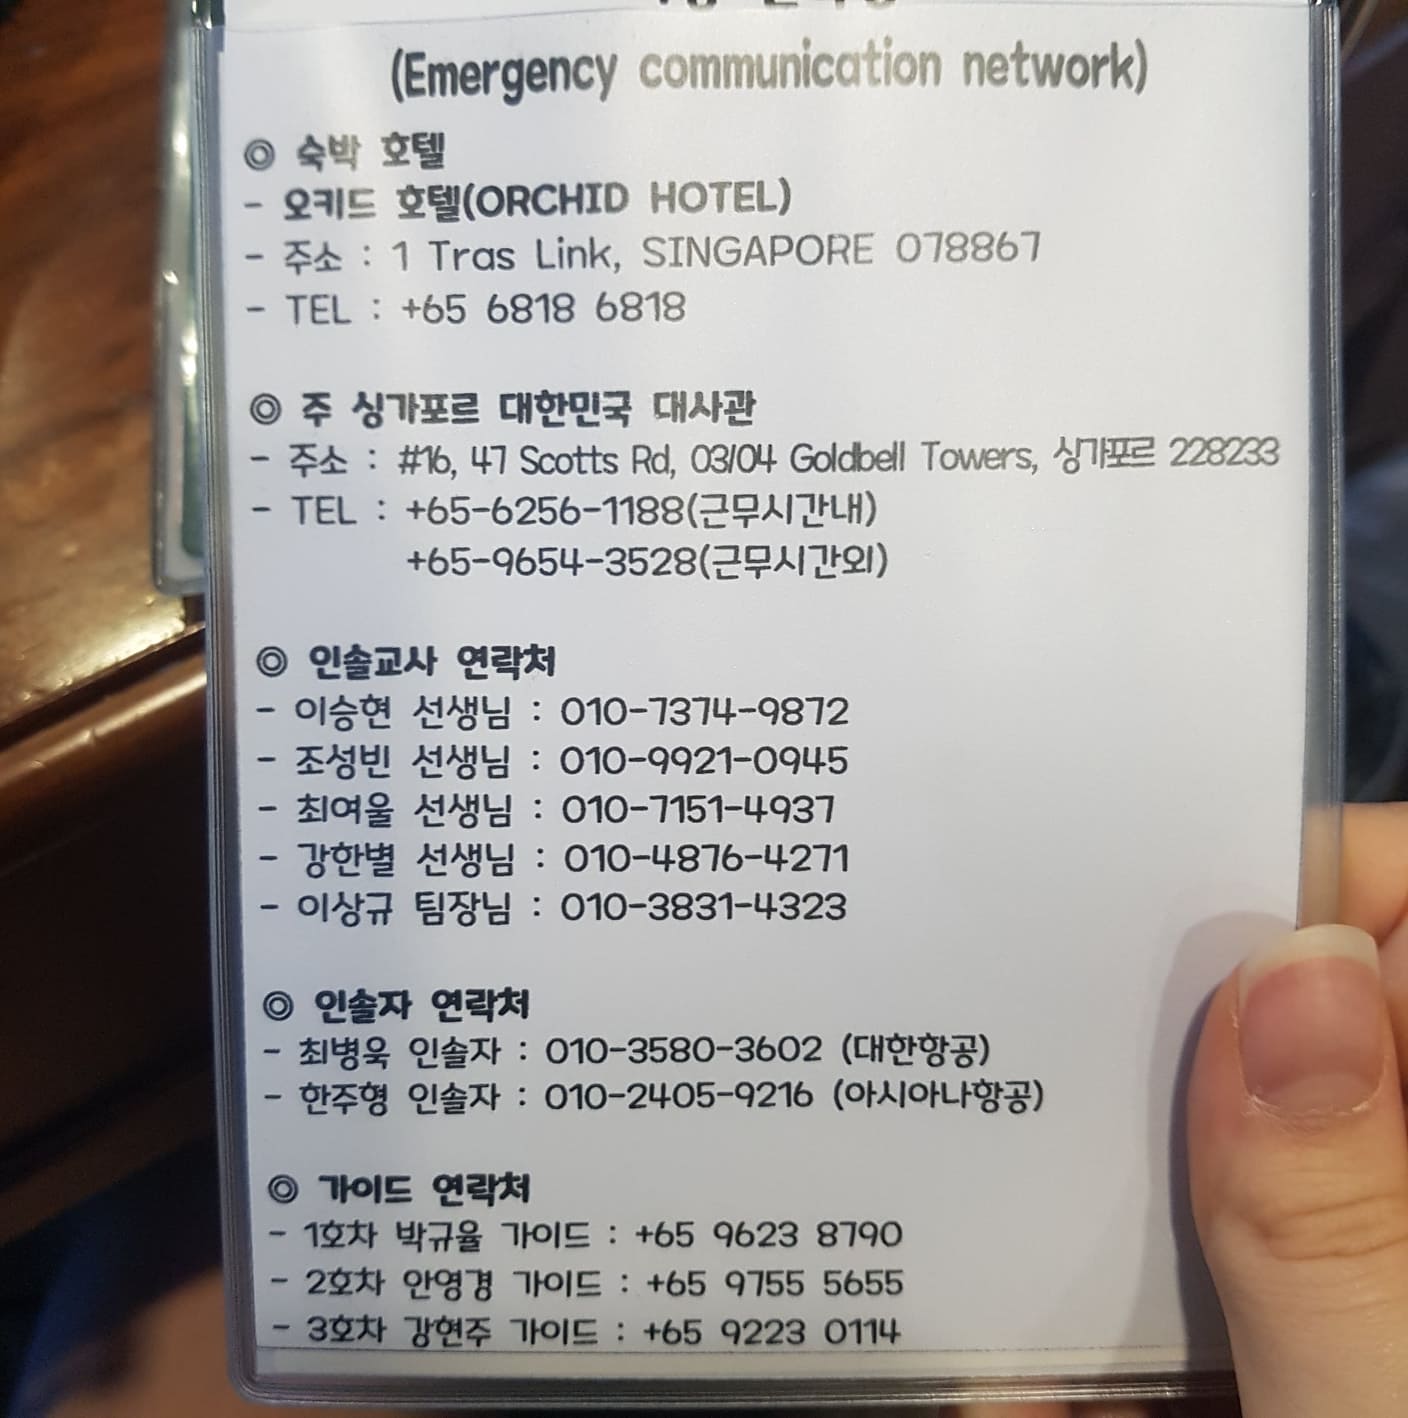 (Emergency communication network)
◎ 숙박 호텔
- 오키드 호텔(ORCHID HOTEL)
- 주소 : 1 Tras Link, SINGAPORE 078867
- TEL : +65 6818 6818
◎ 주 싱가포르 대한민국 대사관
- 주소 : #16, 47 Scotts Rd, 03/04 Goldbell Towers, 싱가포르 228233
- TEL : +65-6256-1188(근무시간내)
+65-9654-3528(근무시간외)
◎ 인솔교사 연락처
- 이승현 선생님 : 010-7374-9872
- 조성빈 선생님 : 010-9921-0945
- 최여울 선생님 : 010-7151-4937
- 강한별 선생님 : 010-4876-4271
- 이상규 팀장님 : 010-3831-4323
◎ 인솔자 연락처
- 최병욱 인솔자 : 010-3580-3602 (대한항공)
- 한주형 인솔자 : 010-2405-9216 (아시아나항공)
◎ 가이드 연락처
- 1호차 박규율 가이드 : +65 9623 8790
- 2호차 안영경 가이드 : +65 9755 5655
- 3호차 강현주 가이드 : +65 9223 0114